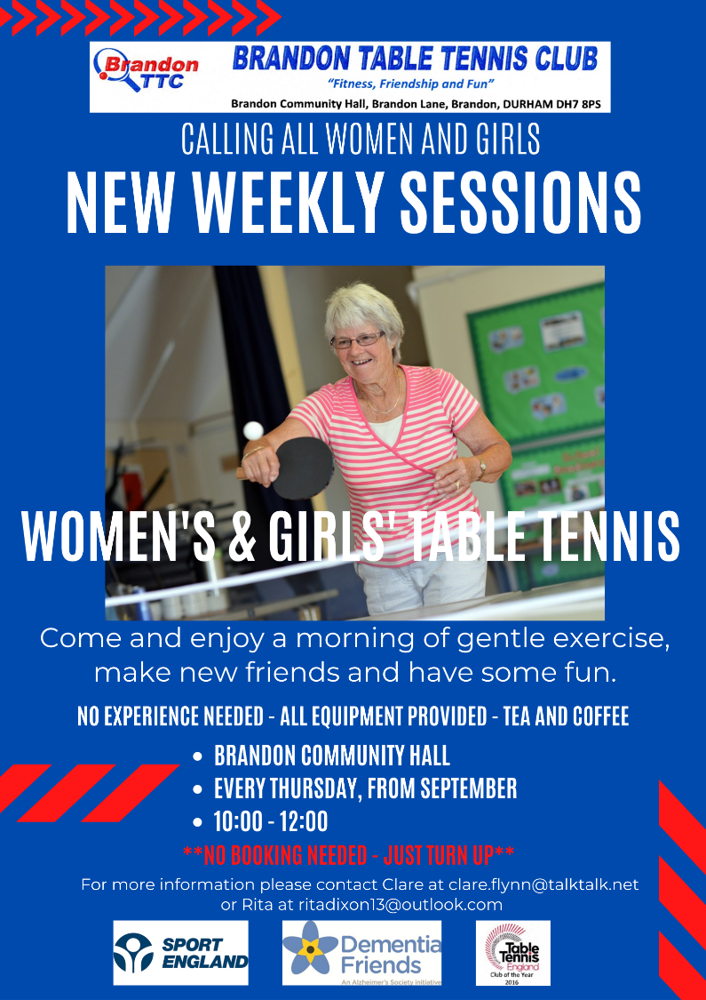 Brandon
TTC
BRANDON TABLE TENNIS CLUB
“Fitness, Friendship and Fun”
Brandon Community Hall, Brandon Lane, Brandon, DURHAM DH7 8PS
CALLING ALL WOMEN AND GIRLS
NEW WEEKLY SESSIONS
WOMEN'S & GIRLS' TABLE TENNIS
Come and enjoy a morning of gentle exercise,
make new friends and have some fun.
NO EXPERIENCE NEEDED - ALL EQUIPMENT PROVIDED - TEA AND COFFEE
• BRANDON COMMUNITY HALL
• EVERY THURSDAY, FROM SEPTEMBER
• 10:00 - 12:00
**NO BOOKING NEEDED - JUST TURN UP**
For more information please contact Clare at clare.flynn@talktalk.net
or Rita at ritadixon13@outlook.com
SPORT
ENGLAND
Dementia
Friends
An Alzheimer's Society initiative
Table
Tennis
England
Club of the Year
2016